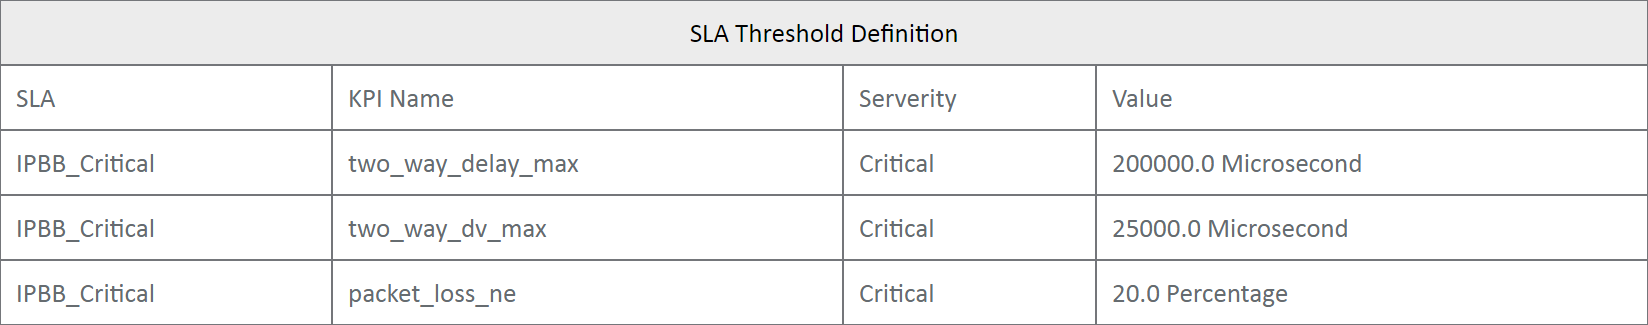 SLA Threshold Definition
SLA KPI Name Serverity Value
IPBB_Critical two_way_delay_max Critical 200000.0 Microsecond
IPBB_Critical two_way_dv_max Critical 25000.0 Microsecond
IPBB_Critical packet_loss_ne Critical 20.0 Percentage